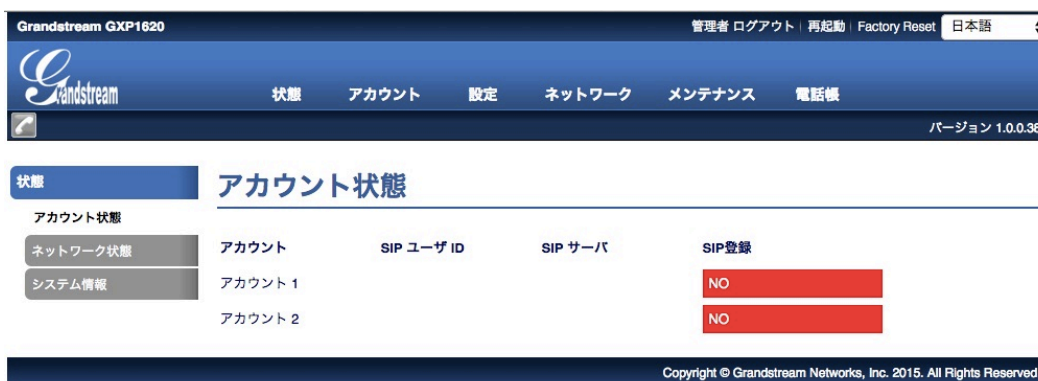 Grandstream GXP1620 管理者 ログアウト | 再起動 | Factory Reset 日本語
Grandstream
状態 アカウント 設定 ネットワーク メンテナンス 電話帳
バージョン 1.0.0.38
状態
アカウント状態
ネットワーク状態
システム情報
アカウント状態
アカウント SIP ユーザ ID SIP サーバ SIP登録
アカウント 1 NO
アカウント 2 NO
Copyright © Grandstream Networks, Inc. 2015. All Rights Reserved